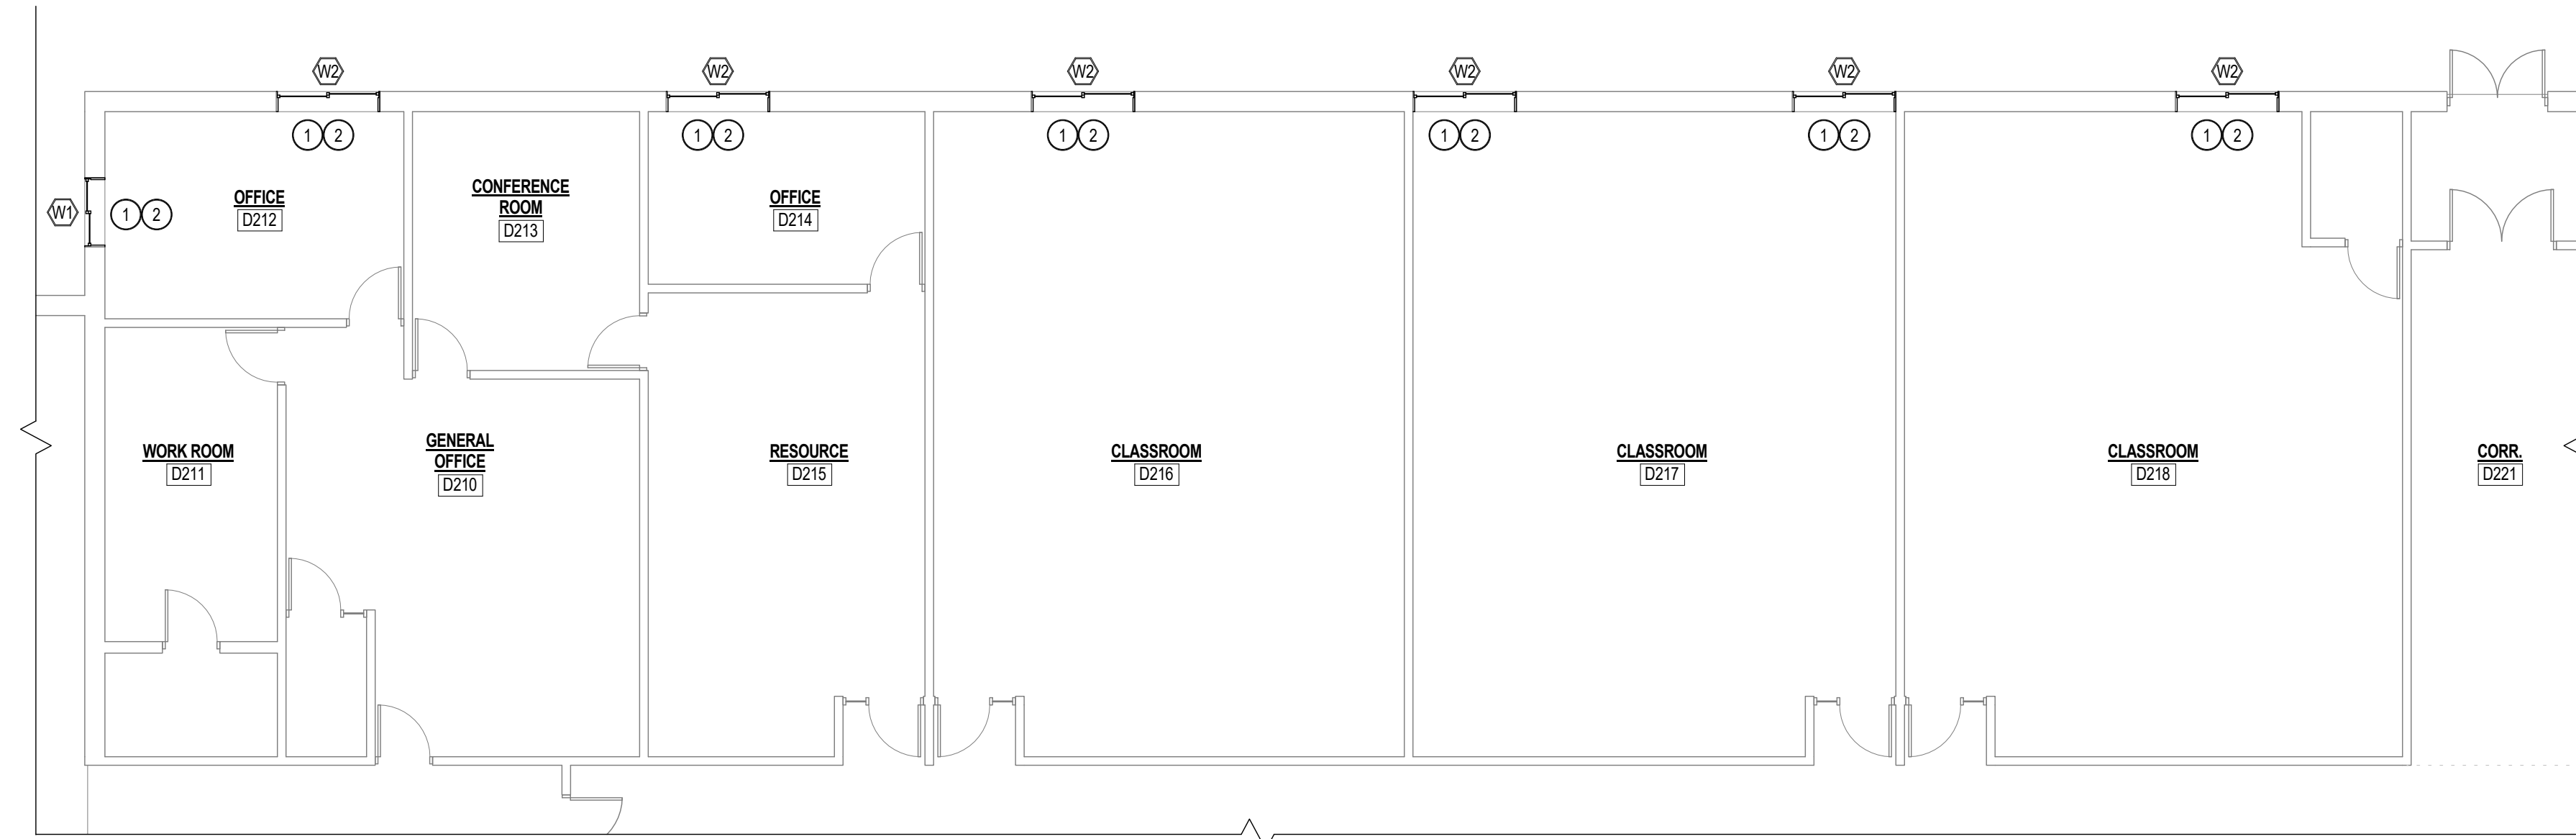 W2 W2 W2 W2 W2 W2
1 2 1 2 1 2 1 2 1 2 1 2
W1 1 2
OFFICE
D212
CONFERENCE
ROOM
D213
OFFICE
D214
WORK ROOM
D211
GENERAL
OFFICE
D210
RESOURCE
D215
CLASSROOM
D216
CLASSROOM
D217
CLASSROOM
D218
CORR.
D221